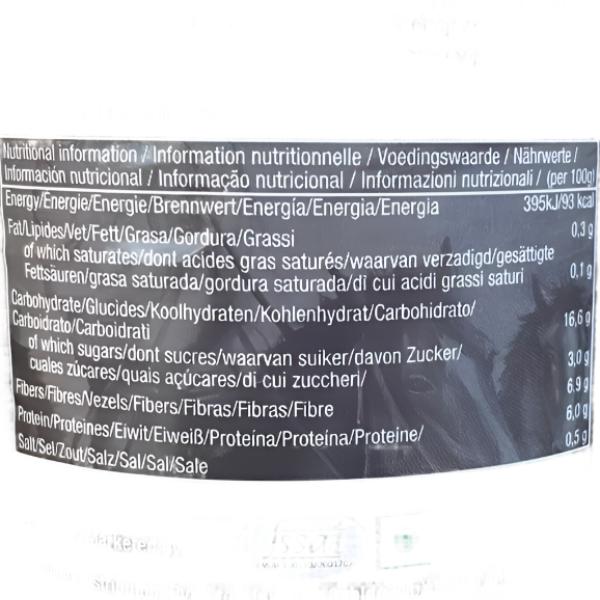 Nutritional information / Information nutritionnelle / Voedingswaarde / Nährwerte /
Información nutricional / Informação nutricional / Informazioni nutrizionali / (per 100g)
Energy/Energie/Energie/Brennwert/Energía/Energia/Energia 395kJ/93 kcal
Fat/Lipides/Vet/Fett/Grasa/Gordura/Grassi 0,3 g
of which saturates/dont acides gras saturés/waarvan verzadigd/gesättigte
Fettsäuren/grasa saturada/gordura saturada/di cui acidi grassi saturi 0,1 g
Carbohydrate/Glucides/Koolhydraten/Kohlenhydrat/Carbohidrato/
Carboidrato/Carboidrati 16,6 g
of which sugars/dont sucres/waarvan suiker/davon Zucker/
cuales zúcares/quais açúcares/di cui zuccheri/ 3,0 g
Fibers/Fibres/Vezels/Fibers/Fibras/Fibras/Fibre 6,9 g
Protein/Proteines/Eiwit/Eiweiß/Proteína/Proteína/Proteine/ 6,0 g
Salt/Sel/Zout/Salz/Sal/Sal/Sale 0,5 g
fssai